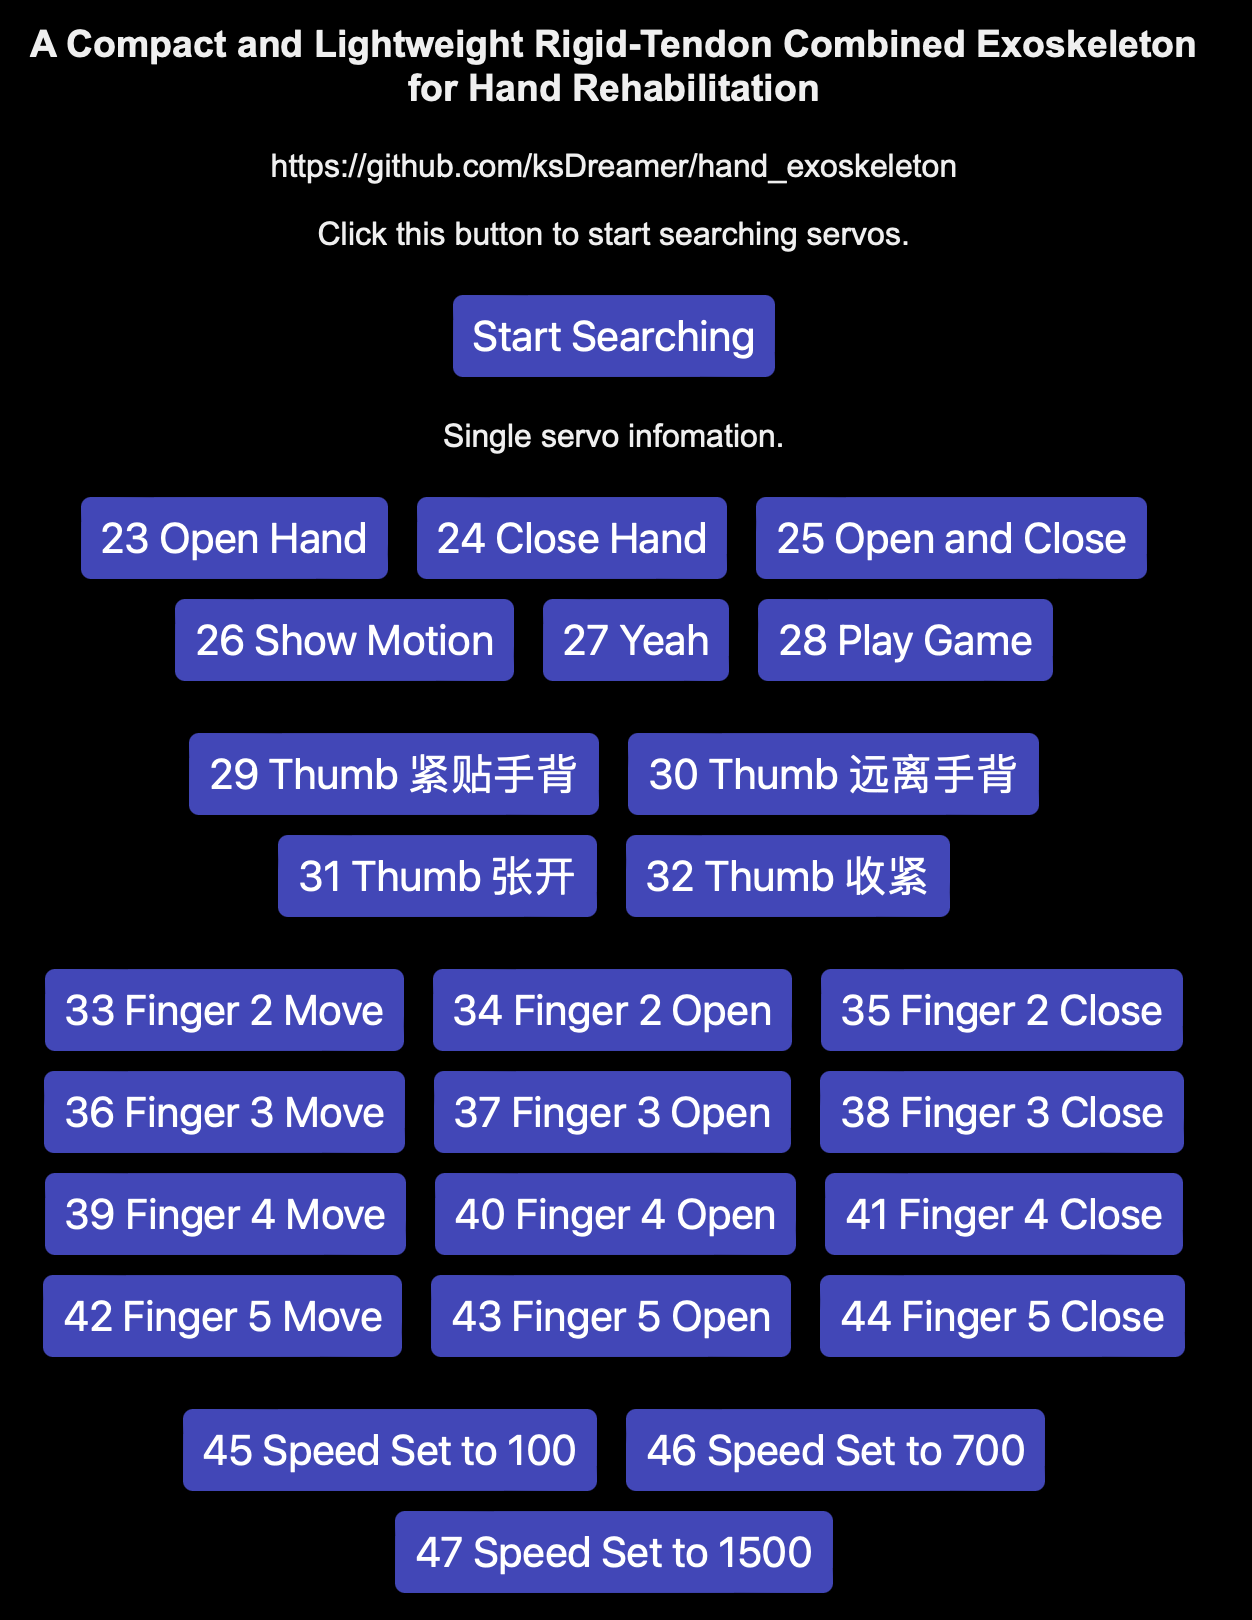 A Compact and Lightweight Rigid-Tendon Combined Exoskeleton
for Hand Rehabilitation
https://github.com/ksDreamer/hand_exoskeleton
Click this button to start searching servos.
Start Searching
Single servo infomation.
23 Open Hand
24 Close Hand
25 Open and Close
26 Show Motion
27 Yeah
28 Play Game
29 Thumb 紧贴手背
30 Thumb 远离手背
31 Thumb 张开
32 Thumb 收紧
33 Finger 2 Move
34 Finger 2 Open
35 Finger 2 Close
36 Finger 3 Move
37 Finger 3 Open
38 Finger 3 Close
39 Finger 4 Move
40 Finger 4 Open
41 Finger 4 Close
42 Finger 5 Move
43 Finger 5 Open
44 Finger 5 Close
45 Speed Set to 100
46 Speed Set to 700
47 Speed Set to 1500